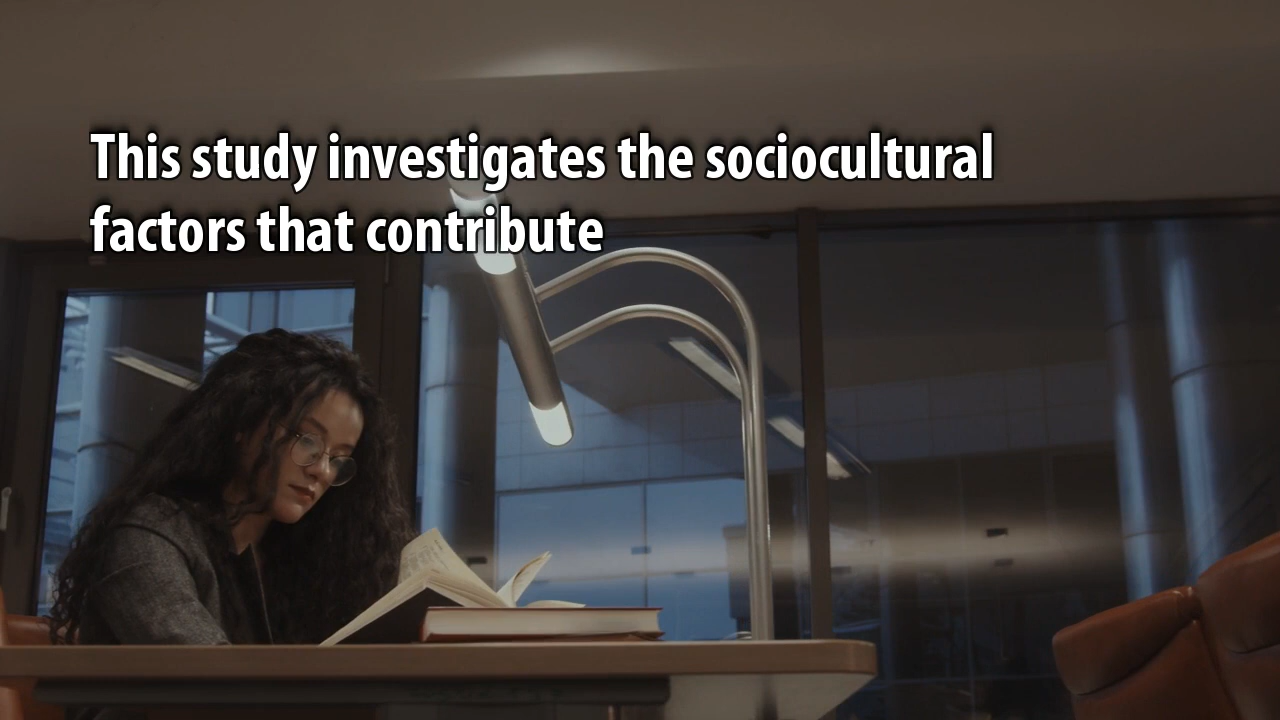 This study investigates the sociocultural
factors that contribute